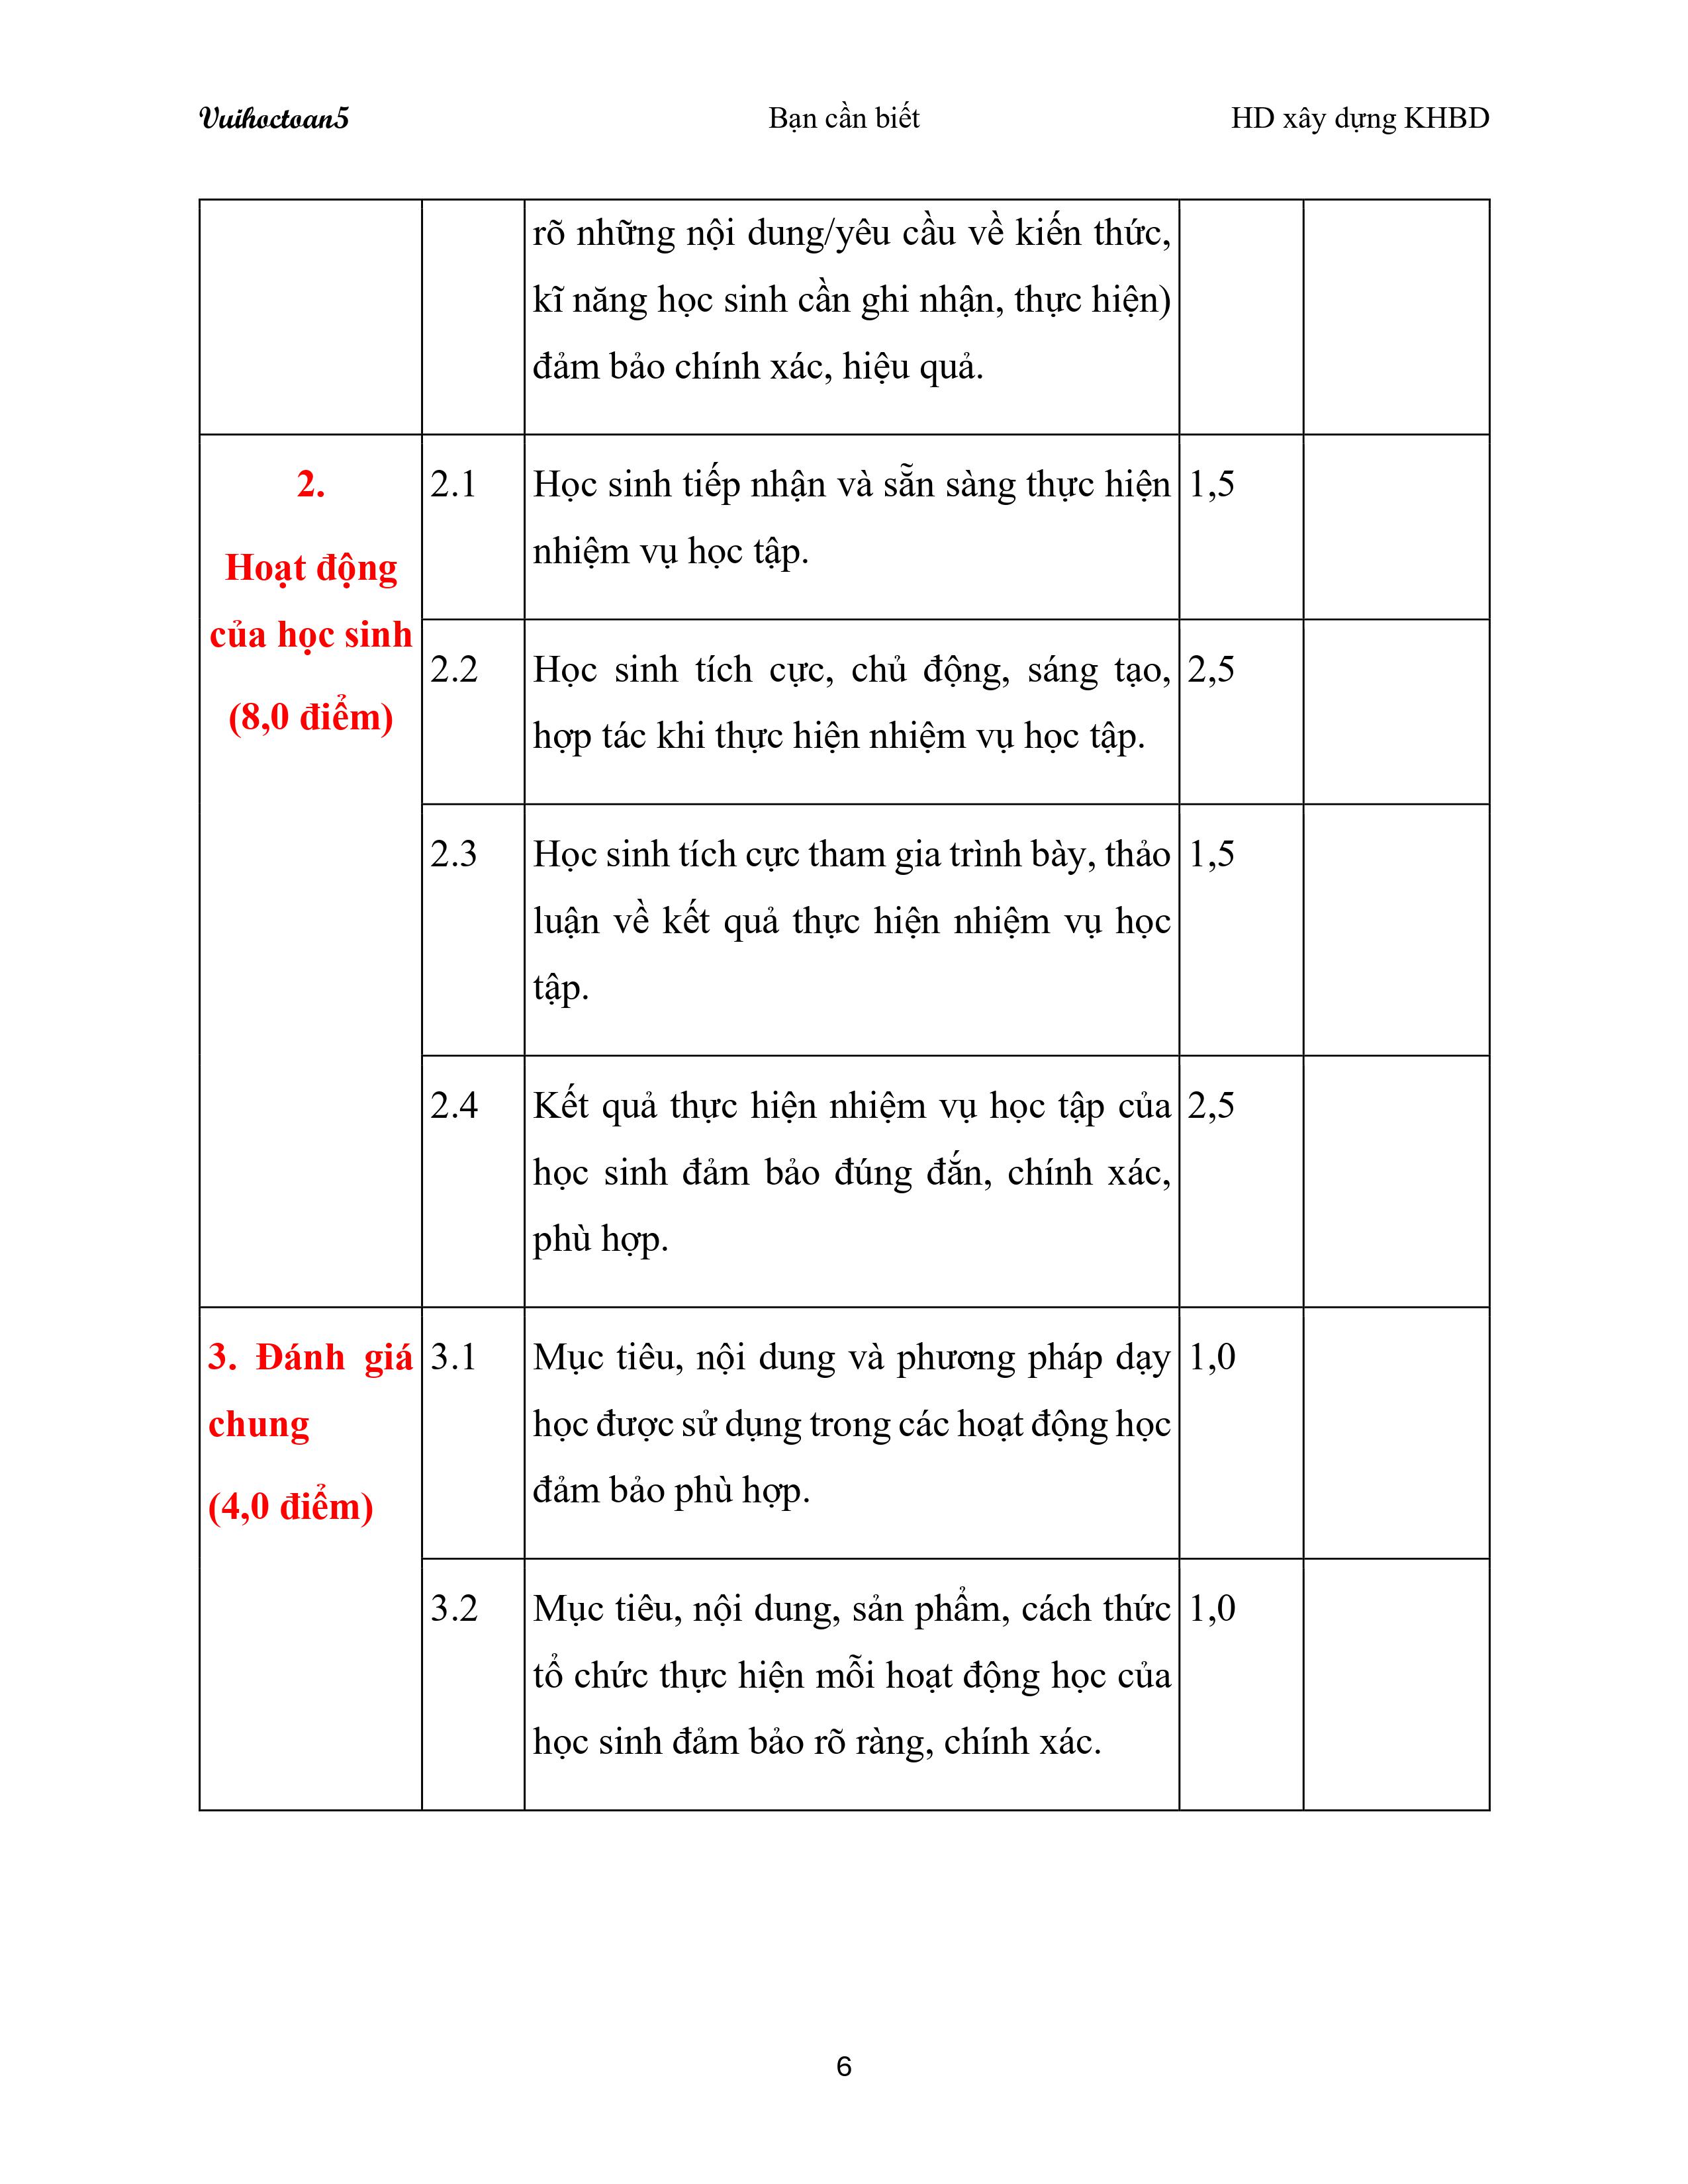 Vuihoctoan5 Bạn cần biết HD xây dựng KHBD
rõ những nội dung/yêu cầu về kiến thức,
kĩ năng học sinh cần ghi nhận, thực hiện)
đảm bảo chính xác, hiệu quả.
2.
Hoạt động
của học sinh
(8,0 điểm)
2.1 Học sinh tiếp nhận và sẵn sàng thực hiện 1,5
nhiệm vụ học tập.
2.2 Học sinh tích cực, chủ động, sáng tạo, 2,5
hợp tác khi thực hiện nhiệm vụ học tập.
2.3 Học sinh tích cực tham gia trình bày, thảo 1,5
luận về kết quả thực hiện nhiệm vụ học
tập.
2.4 Kết quả thực hiện nhiệm vụ học tập của 2,5
học sinh đảm bảo đúng đắn, chính xác,
phù hợp.
3. Đánh giá
chung
(4,0 điểm)
3.1 Mục tiêu, nội dung và phương pháp dạy 1,0
học được sử dụng trong các hoạt động học
đảm bảo phù hợp.
3.2 Mục tiêu, nội dung, sản phẩm, cách thức 1,0
tổ chức thực hiện mỗi hoạt động học của
học sinh đảm bảo rõ ràng, chính xác.
6